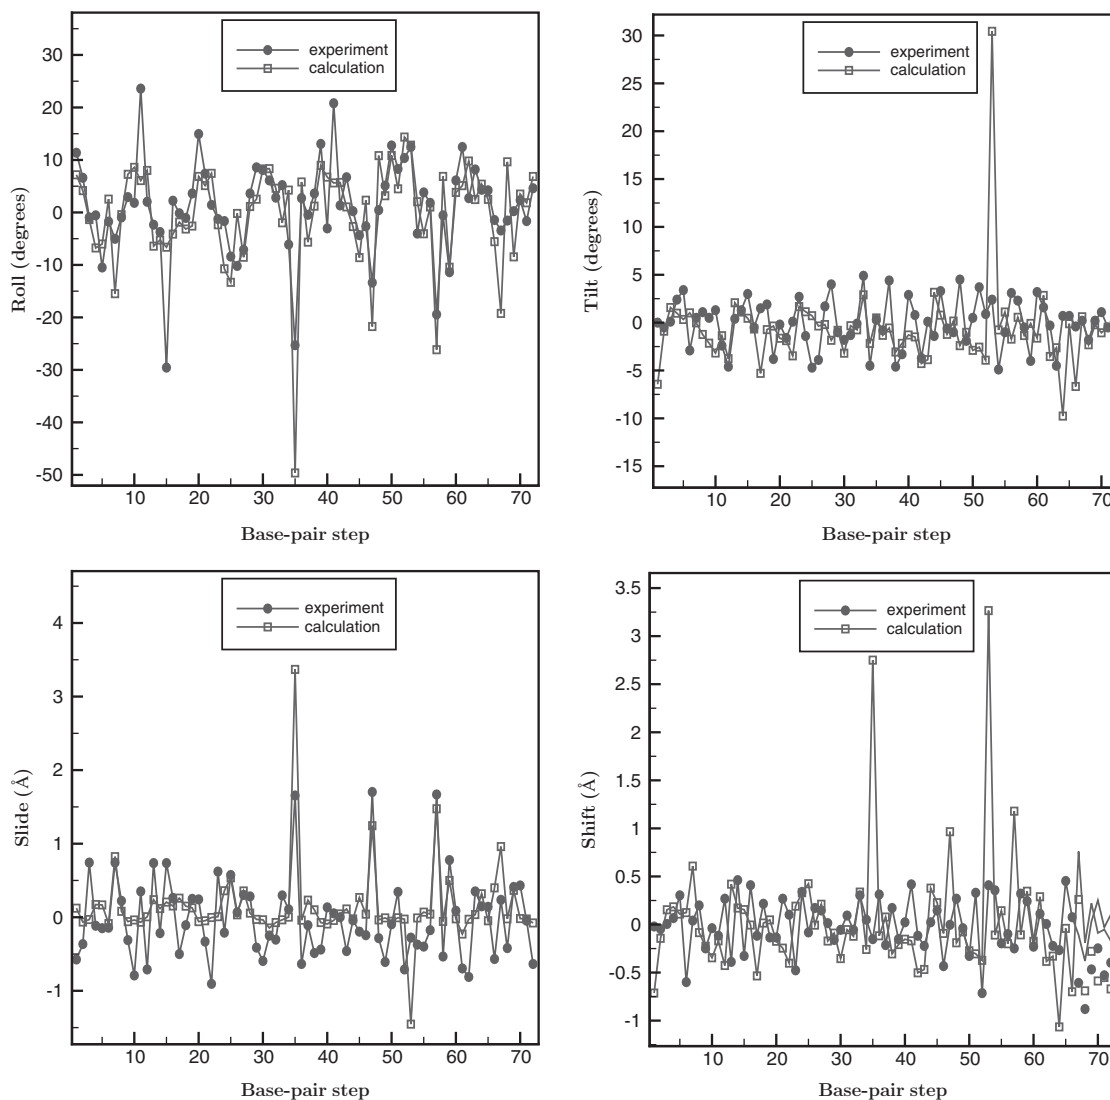 30
20
10
0
-10
-20
-30
-40
-50
Roll (degrees)
experiment
calculation
10 20 30 40 50 60 70
Base-pair step
30
25
20
15
10
5
0
-5
-10
-15
Tilt (degrees)
experiment
calculation
10 20 30 40 50 60 70
Base-pair step
4
3
2
1
0
-1
Slide (Å)
experiment
calculation
10 20 30 40 50 60 70
Base-pair step
3.5
3
2.5
2
1.5
1
0.5
0
-0.5
-1
Shift (Å)
experiment
calculation
10 20 30 40 50 60 70
Base-pair step